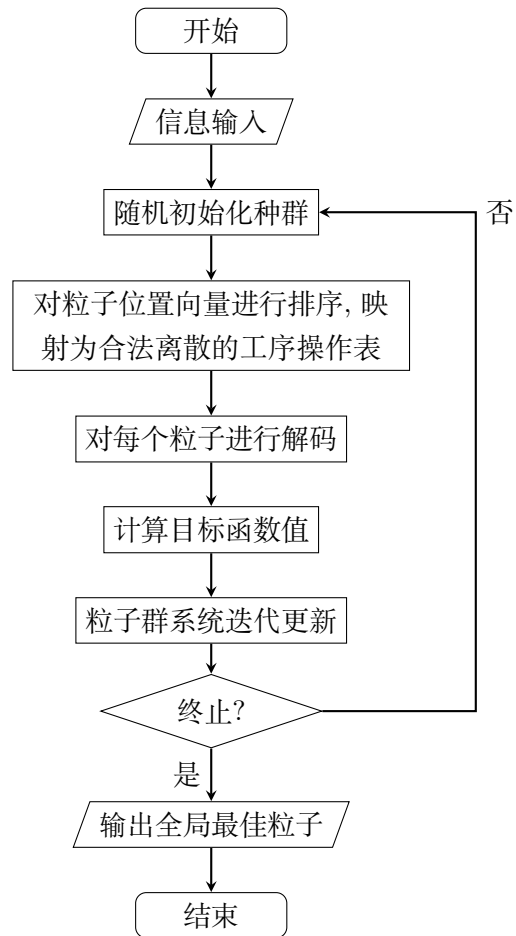 开始
信息输入
随机初始化种群
否
对粒子位置向量进行排序, 映
射为合法离散的工序操作表
对每个粒子进行解码
计算目标函数值
粒子群系统迭代更新
终止?
是
输出全局最佳粒子
结束